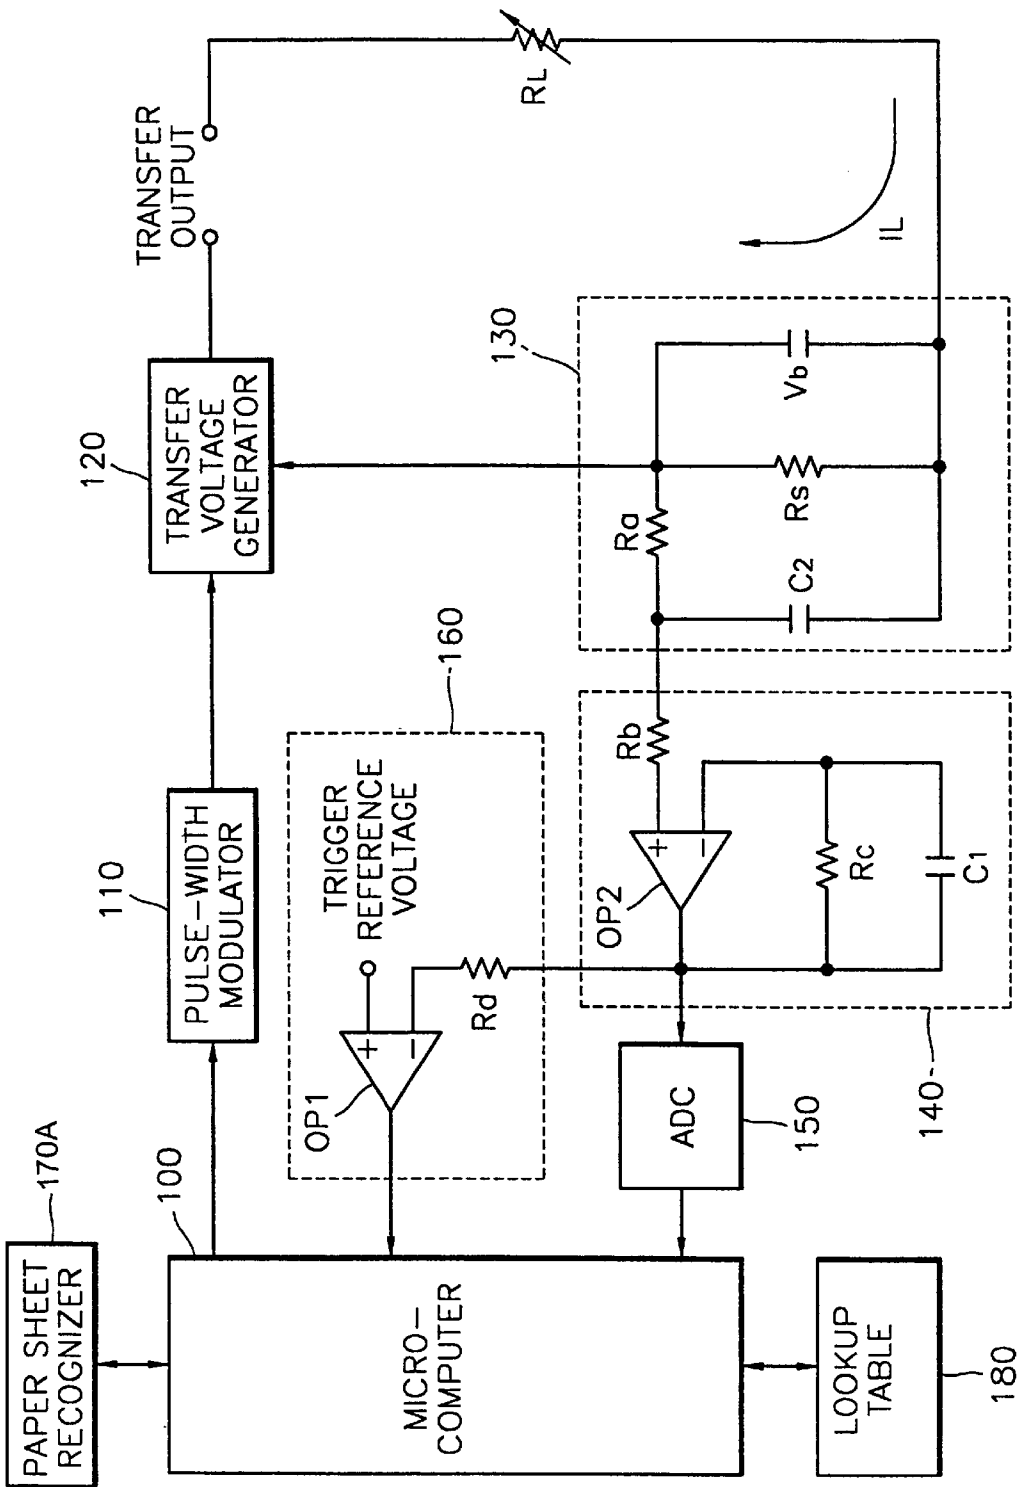 PAPER SHEET
RECOGNIZER
170A
100
MICRO-
COMPUTER
LOOKUP
TABLE
180
110
PULSE-WIDTH
MODULATOR
120
TRANSFER
VOLTAGE
GENERATOR
TRANSFER
OUTPUT
RL
IL
160
TRIGGER
REFERENCE
VOLTAGE
+
-
OP1
Rd
ADC
150
140
OP2
+
-
Rb
Rc
C1
130
Ra
Rs
C2
Vb